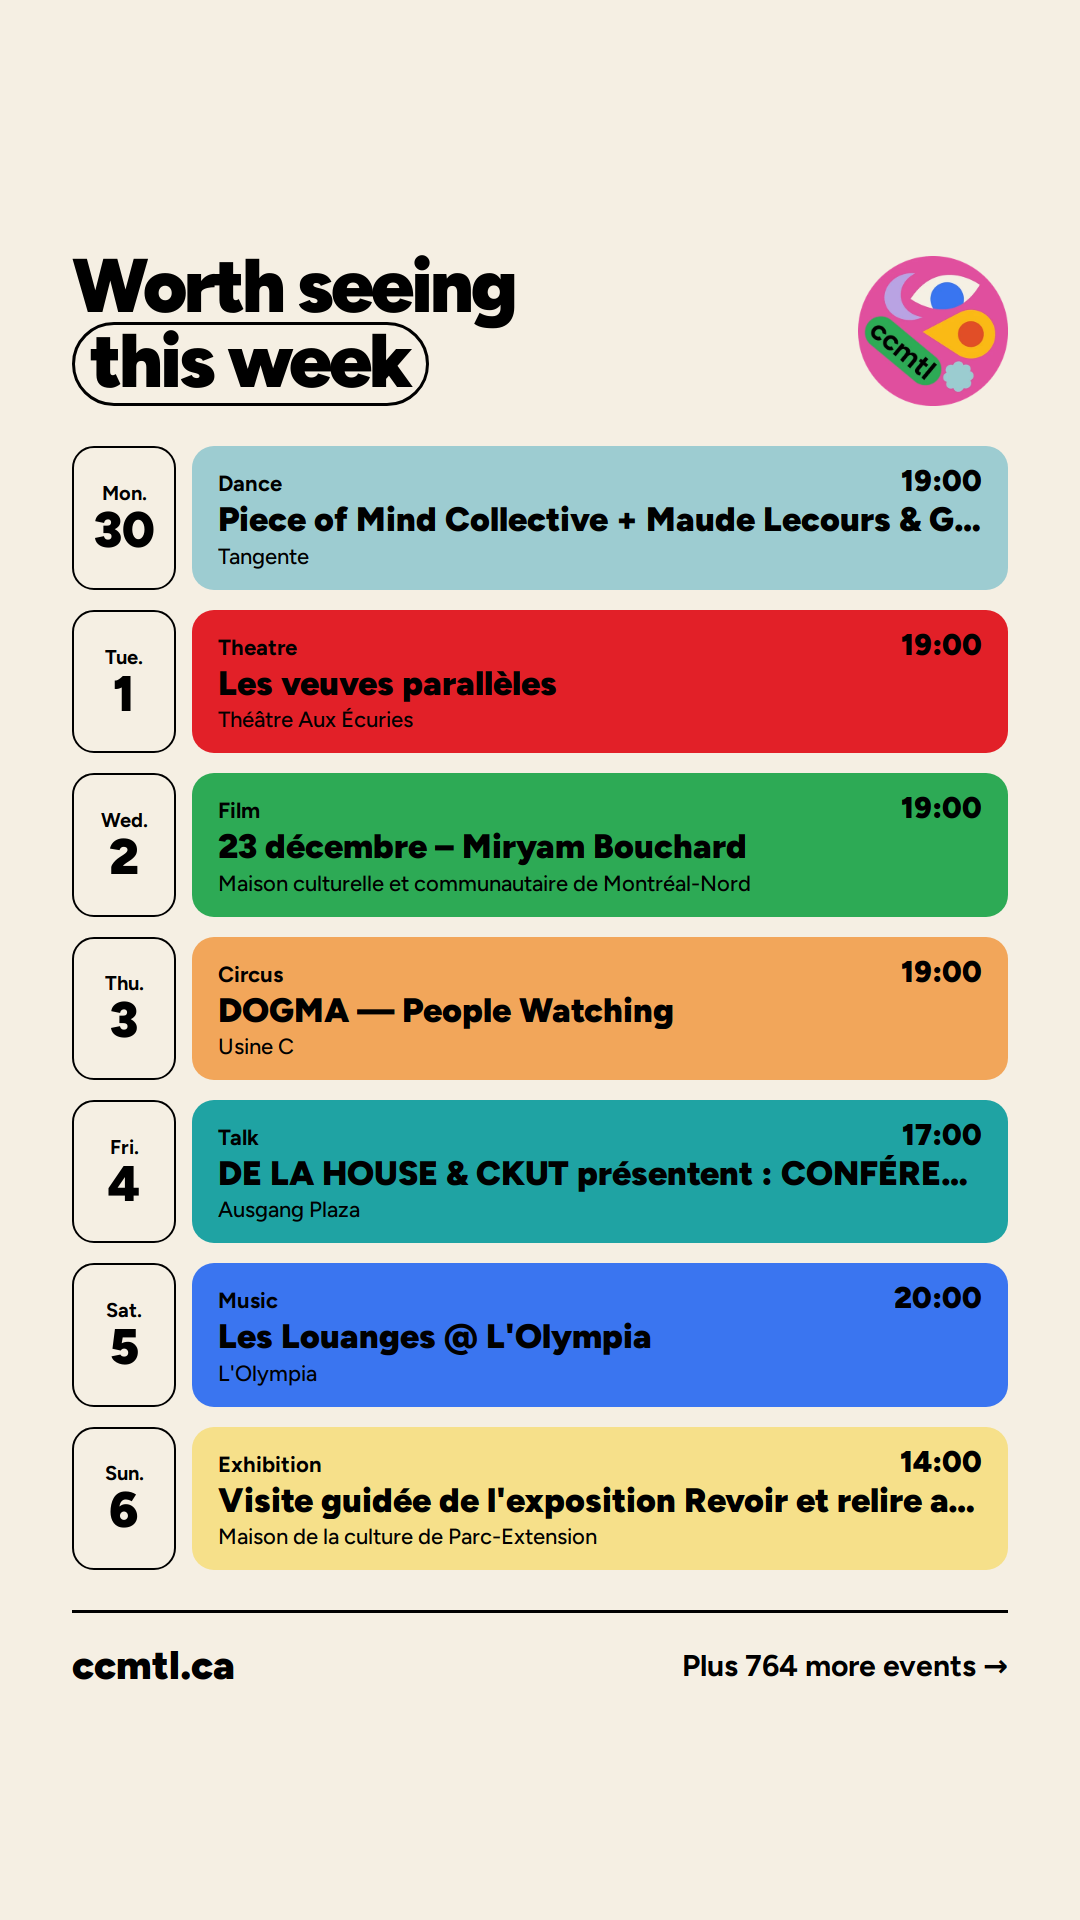 Worth seeing
this week
ccmtl
Mon.
30
Dance
19:00
Piece of Mind Collective + Maude Lecours & G...
Tangente
Tue.
1
Theatre
19:00
Les veuves parallèles
Théâtre Aux Écuries
Wed.
2
Film
19:00
23 décembre – Miryam Bouchard
Maison culturelle et communautaire de Montréal-Nord
Thu.
3
Circus
19:00
DOGMA — People Watching
Usine C
Fri.
4
Talk
17:00
DE LA HOUSE & CKUT présentent : CONFÉRE...
Ausgang Plaza
Sat.
5
Music
20:00
Les Louanges @ L'Olympia
L'Olympia
Sun.
6
Exhibition
14:00
Visite guidée de l'exposition Revoir et relire a...
Maison de la culture de Parc-Extension
ccmtl.ca
Plus 764 more events →